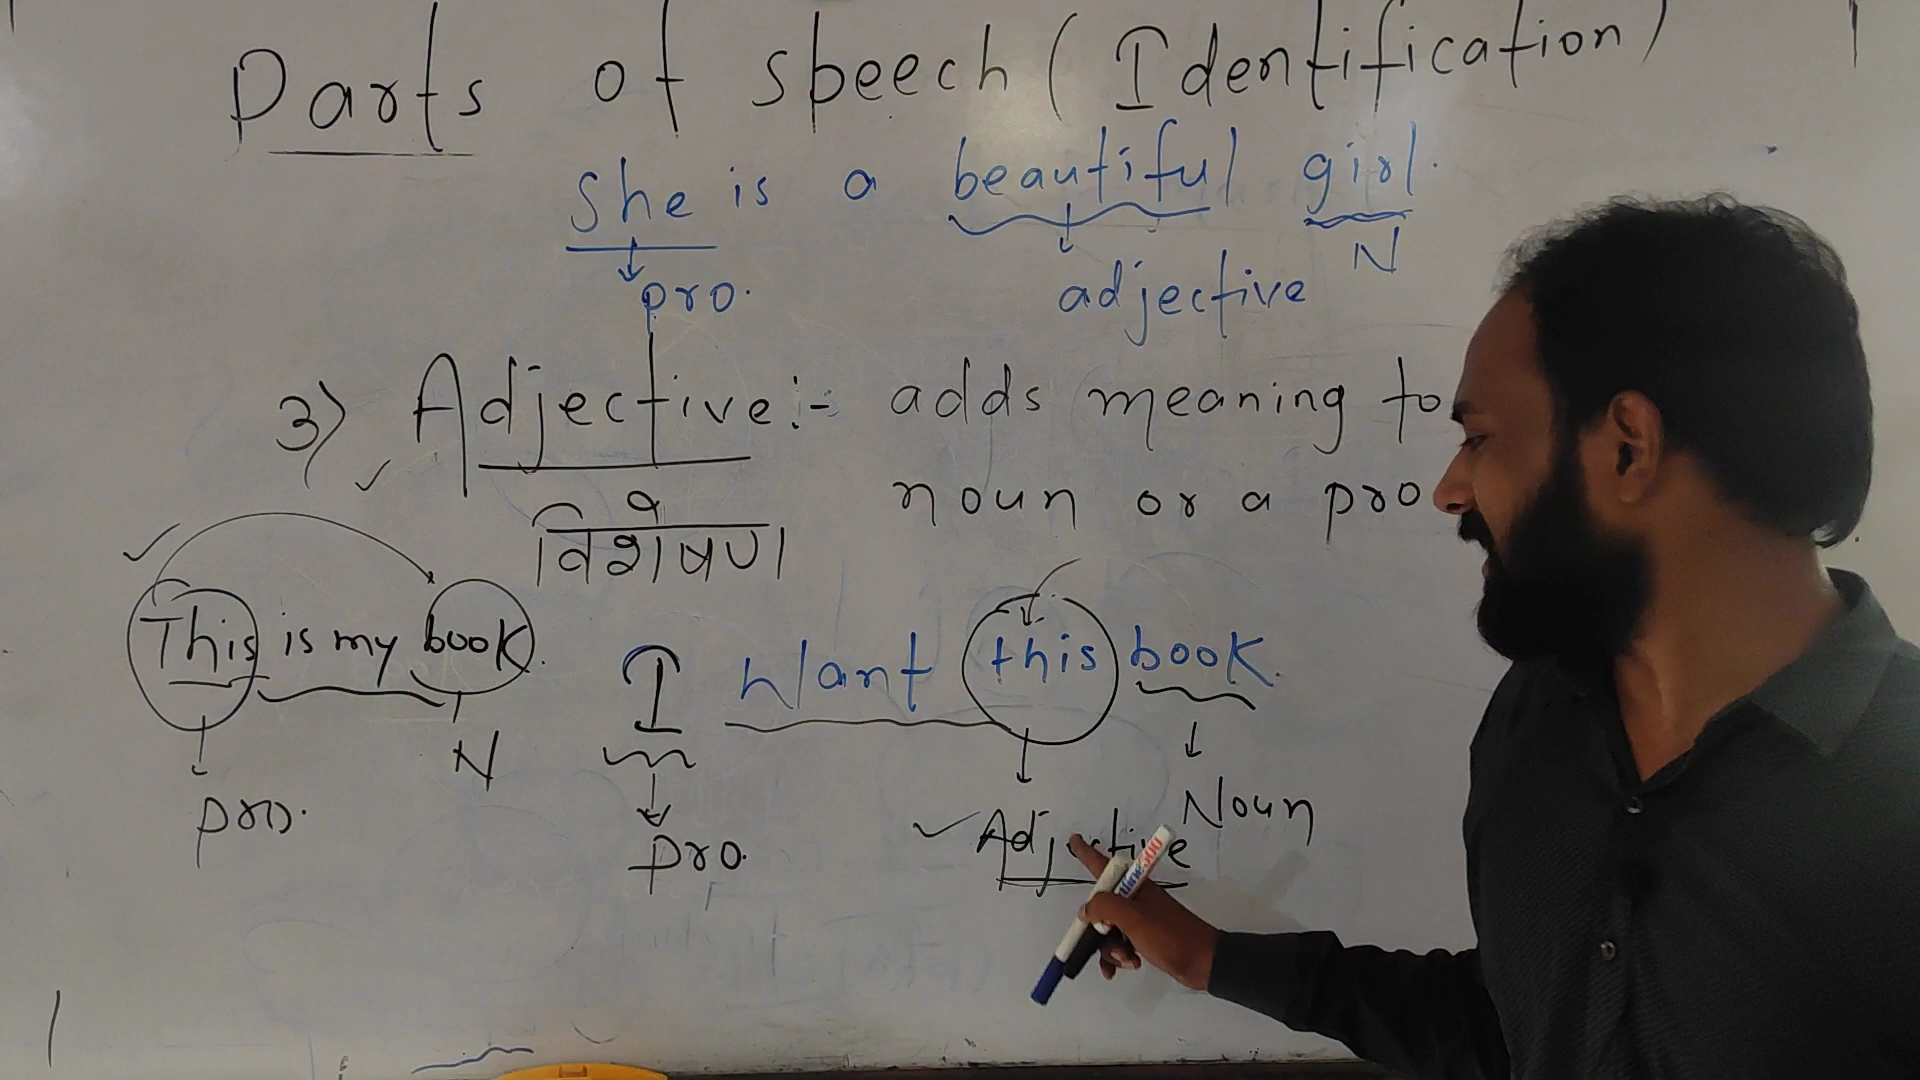 Parts of speech (Identification)
She is a beautiful girl.
pro. adjective N
3) Adjective :- adds meaning to
noun or a pro
विशेषण
This is my book. I want this book.
pro. N pro. Adjective Noun